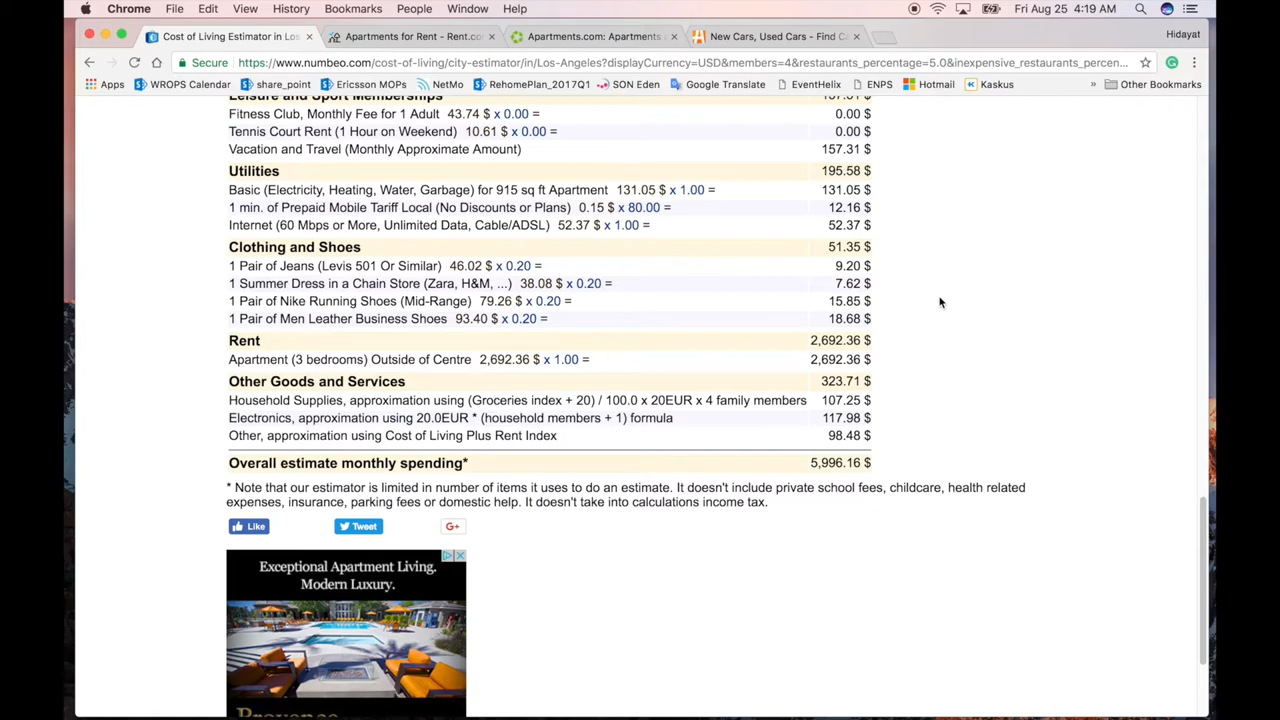 Chrome File Edit View History Bookmarks People Window Help Fri Aug 25 4:19 AM
Cost of Living Estimator in Los Apartments for Rent - Rent.co Apartments.com: Apartments New Cars, Used Cars - Find C Hidayat
Secure https://www.numbeo.com/cost-of-living/city-estimator/in/Los-Angeles?displayCurrency=USD&members=4&restaurants_percentage=5.0&inexpensive_restaurants_percen...
Apps WROPS Calendar share_point Ericsson MOPs NetMo RehomePlan_2017Q1 SON Eden Google Translate EventHelix ENPS Hotmail Kaskus » Other Bookmarks
Leisure and Sport Memberships 157.31 $
Fitness Club, Monthly Fee for 1 Adult 43.74 $ x 0.00 = 0.00 $
Tennis Court Rent (1 Hour on Weekend) 10.61 $ x 0.00 = 0.00 $
Vacation and Travel (Monthly Approximate Amount) 157.31 $
Utilities 195.58 $
Basic (Electricity, Heating, Water, Garbage) for 915 sq ft Apartment 131.05 $ x 1.00 = 131.05 $
1 min. of Prepaid Mobile Tariff Local (No Discounts or Plans) 0.15 $ x 80.00 = 12.16 $
Internet (60 Mbps or More, Unlimited Data, Cable/ADSL) 52.37 $ x 1.00 = 52.37 $
Clothing and Shoes 51.35 $
1 Pair of Jeans (Levis 501 Or Similar) 46.02 $ x 0.20 = 9.20 $
1 Summer Dress in a Chain Store (Zara, H&M, ...) 38.08 $ x 0.20 = 7.62 $
1 Pair of Nike Running Shoes (Mid-Range) 79.26 $ x 0.20 = 15.85 $
1 Pair of Men Leather Business Shoes 93.40 $ x 0.20 = 18.68 $
Rent 2,692.36 $
Apartment (3 bedrooms) Outside of Centre 2,692.36 $ x 1.00 = 2,692.36 $
Other Goods and Services 323.71 $
Household Supplies, approximation using (Groceries index + 20) / 100.0 x 20EUR x 4 family members 107.25 $
Electronics, approximation using 20.0EUR * (household members + 1) formula 117.98 $
Other, approximation using Cost of Living Plus Rent Index 98.48 $
Overall estimate monthly spending* 5,996.16 $
* Note that our estimator is limited in number of items it uses to do an estimate. It doesn't include private school fees, childcare, health related
expenses, insurance, parking fees or domestic help. It doesn't take into calculations income tax.
Like Tweet G+
Exceptional Apartment Living.
Modern Luxury.
Provence